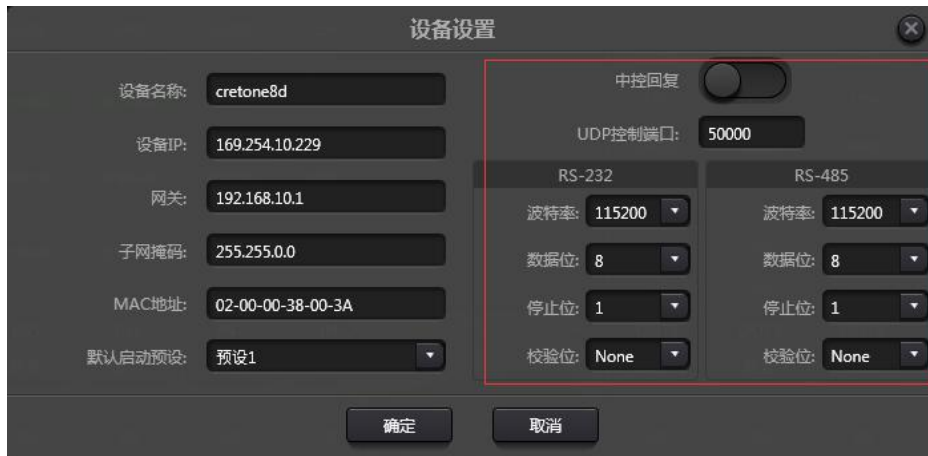 设备设置
设备名称: cretone8d
设备IP: 169.254.10.229
网关: 192.168.10.1
子网掩码: 255.255.0.0
MAC地址: 02-00-00-38-00-3A
默认启动预设: 预设1
中控回复
UDP控制端口: 50000
RS-232
波特率: 115200
数据位: 8
停止位: 1
校验位: None
RS-485
波特率: 115200
数据位: 8
停止位: 1
校验位: None
确定
取消